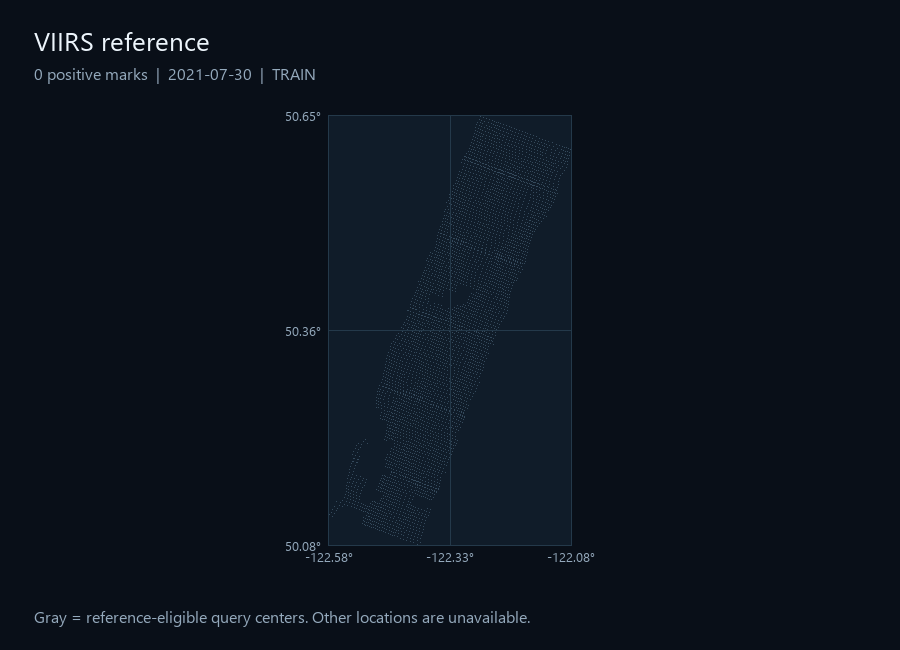 VIIRS reference
0 positive marks | 2021-07-30 | TRAIN
50.65°
50.36°
50.08°
-122.58°
-122.33°
-122.08°
Gray = reference-eligible query centers. Other locations are unavailable.